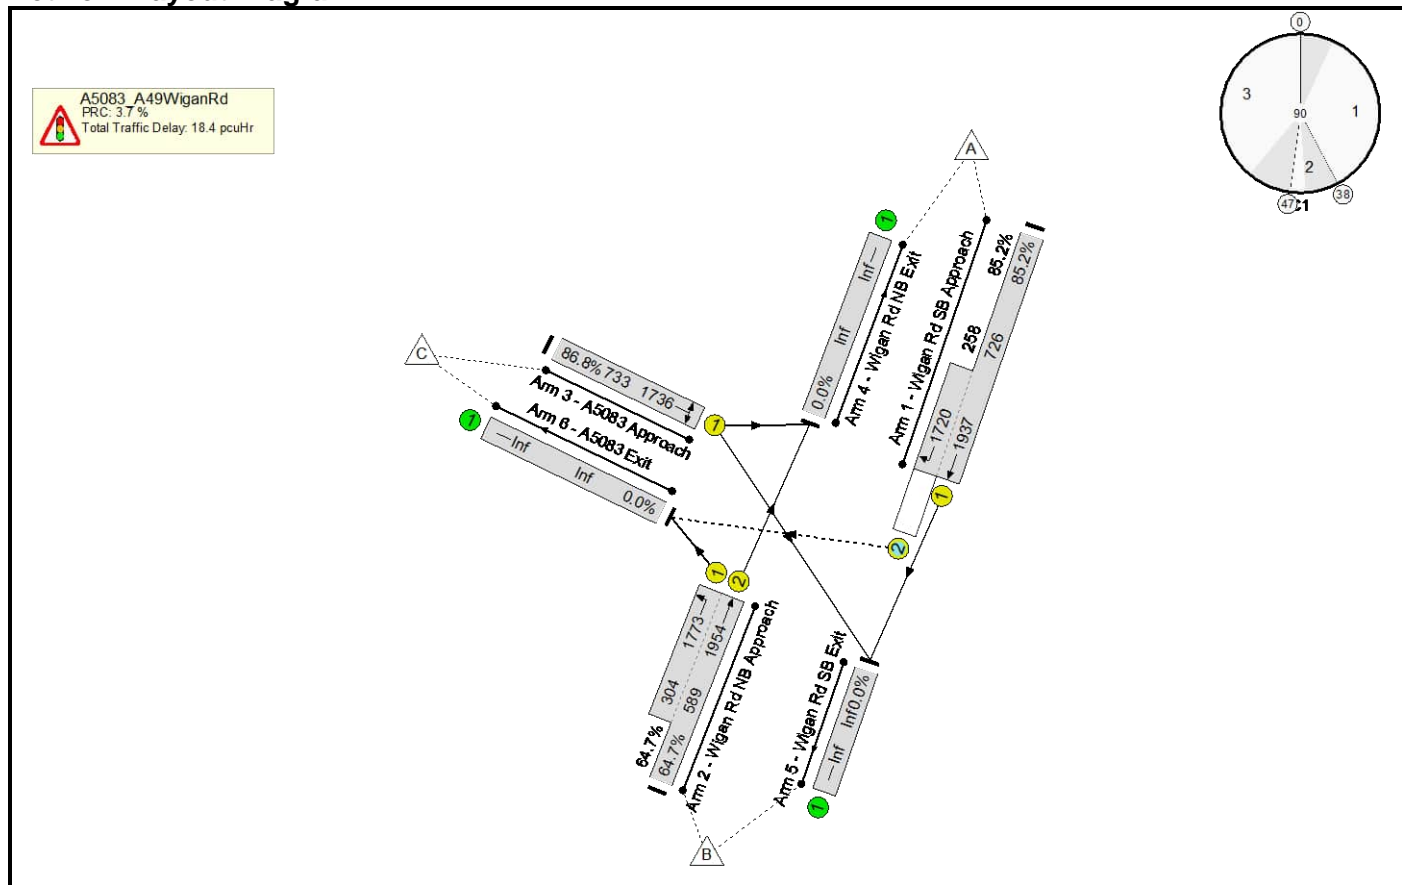 A5083_A49WiganRd
PRC: 3.7 %
Total Traffic Delay: 18.4 pcuHr
0
3
90
1
2
47
38
C1
A
1
Inf
Inf
0.0%
Arm 4 - Wigan Rd NB Exit
Arm 1 - Wigan Rd SB Approach
85.2%
85.2%
258
726
1720
1937
1
2
C
86.8% 733 1736
Arm 3 - A5083 Approach
1
Arm 6 - A5083 Exit
1
Inf Inf 0.0%
1
2
1773
1954
304
589
64.7%
64.7%
Arm 2 - Wigan Rd NB Approach
Arm 5 - Wigan Rd SB Exit
Inf Inf 0.0%
1
B